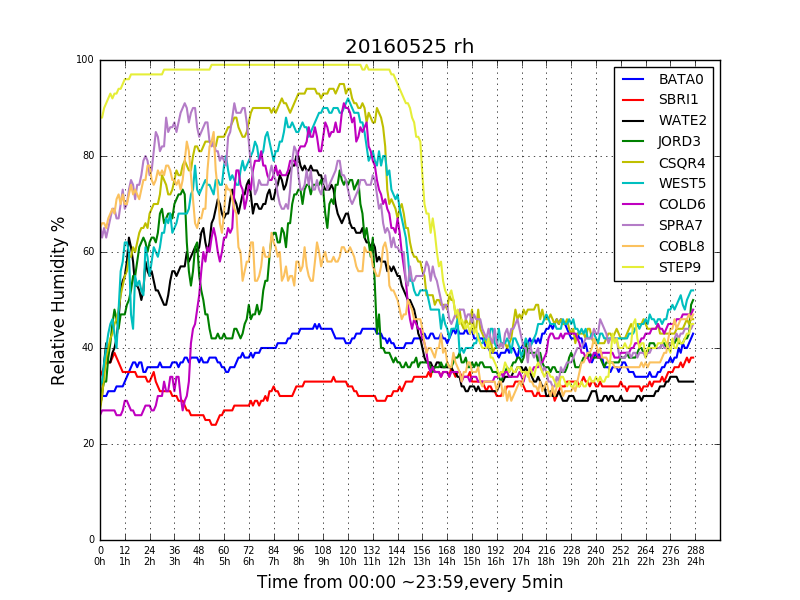 20160525 rh
BATA0
SBRI1
WATE2
JORD3
CSQR4
WEST5
COLD6
SPRA7
COBL8
STEP9
Relative Humidity %
100
80
60
40
20
0
0 12 24 36 48 60 72 84 96 108 120 132 144 156 168 180 192 204 216 228 240 252 264 276 288
0h 1h 2h 3h 4h 5h 6h 7h 8h 9h 10h 11h 12h 13h 14h 15h 16h 17h 18h 19h 20h 21h 22h 23h 24h
Time from 00:00 ~23:59,every 5min